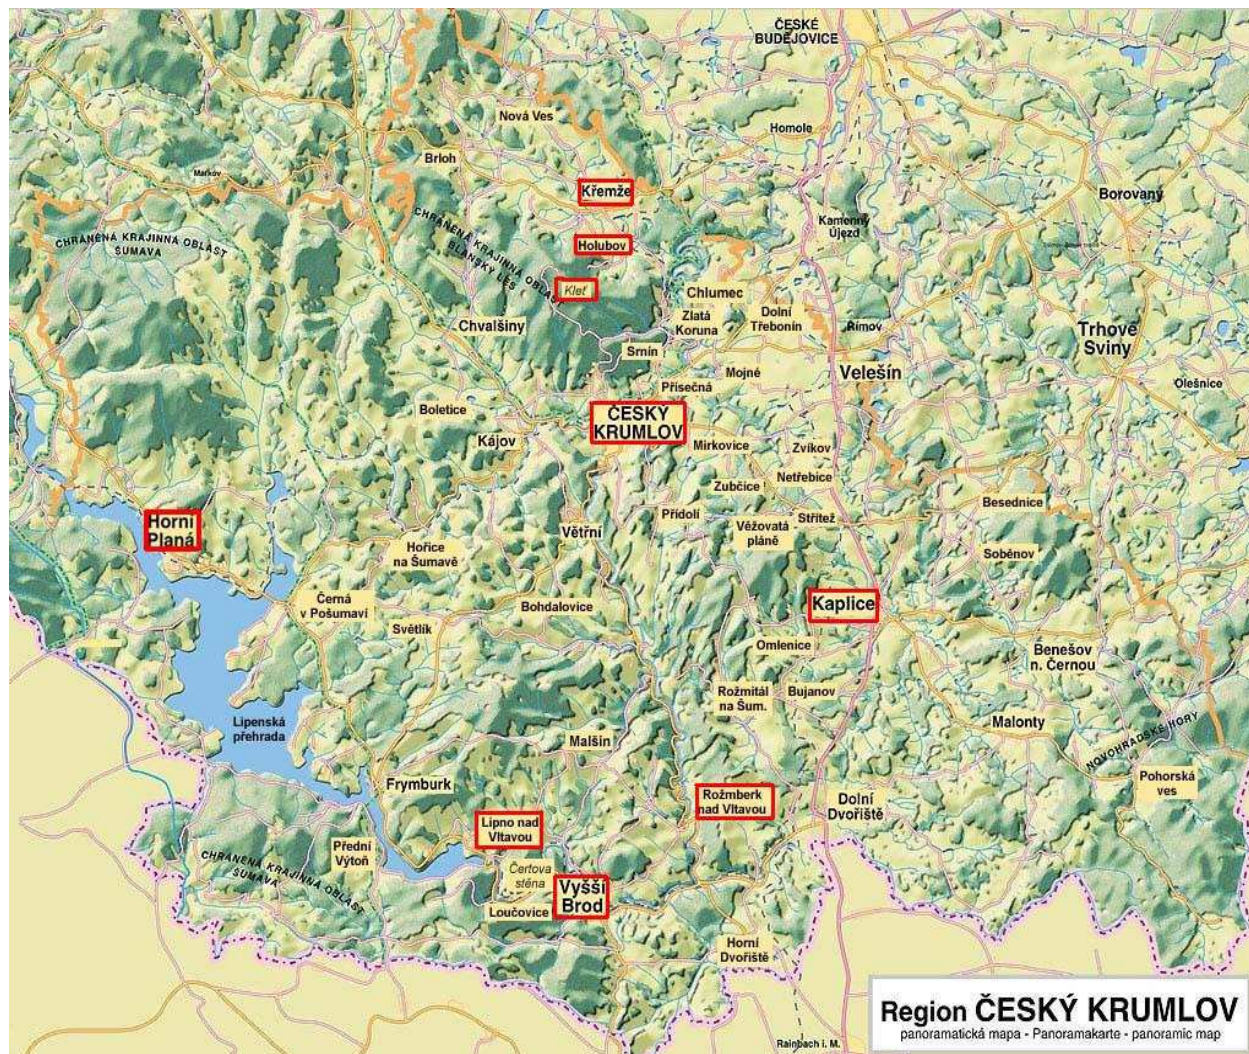 ČESKÉ
BUDĚJOVICE
Nová Ves
Homole
Brloh
Markov
Křemže
Borovany
CHRÁNĚNÁ KRAJINNÁ OBLAST
ŠUMAVA
CHRÁNĚNÁ KRAJINNÁ OBLAST
BLANSKÝ LES
Kamenný
Újezd
Holubov
Kleť
Chlumec
Zlatá
Koruna
Dolní
Třebonín
Chvalšiny
Římov
Trhové
Sviny
Srnín
Mojné
Velešín
Přísečná
Olešnice
Boletice
ČESKÝ
KRUMLOV
Kájov
Mirkovice
Zvíkov
Netřebice
Zubčice
Besednice
Horní
Planá
Přídolí
Střítež
Věžovatá
pláně
Větřní
Hořice
na Šumavě
Soběnov
Černá
v Pošumaví
Bohdalovice
Kaplice
Světlík
Omlenice
Benešov
n. Černou
Rožmitál
na Šum.
Bujanov
Lipenská
přehrada
Malonty
Malšín
NOVOHRADSKÉ HORY
Frymburk
Pohorská
ves
Rožmberk
nad Vltavou
Dolní
Dvořiště
Lipno nad
Vltavou
Přední
Výtoň
CHRÁNĚNÁ KRAJINNÁ OBLAST
ŠUMAVA
Čertova
stěna
Vyšší
Brod
Loučovice
Horní
Dvořiště
Region ČESKÝ KRUMLOV
panoramatická mapa - Panoramakarte - panoramic map
Rainbach i. M.